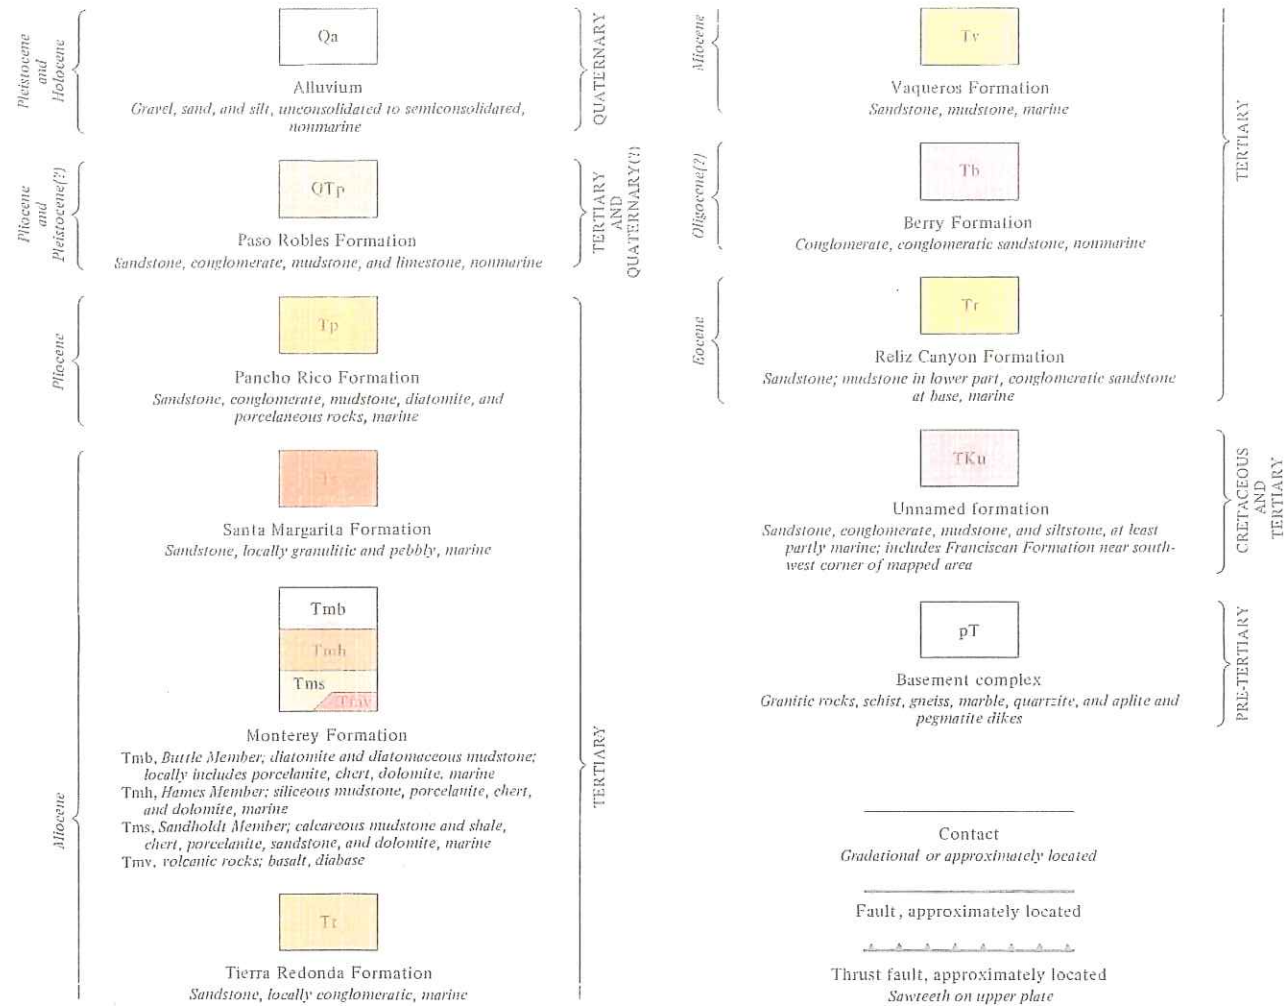 Pleistocene
and
Holocene
Qa
Alluvium
Gravel, sand, and silt, unconsolidated to semiconsolidated,
nonmarine
QUATERNARY
Pliocene
and
Pleistocene(?)
QTp
Paso Robles Formation
Sandstone, conglomerate, mudstone, and limestone, nonmarine
TERTIARY
AND
QUATERNARY(?)
Pliocene
Tp
Pancho Rico Formation
Sandstone, conglomerate, mudstone, diatomite, and
porcelaneous rocks, marine
Santa Margarita Formation
Sandstone, locally granulitic and pebbly, marine
Tmb
Tmh
Tms
Tmv
Monterey Formation
Tmb, Buttle Member; diatomite and diatomaceous mudstone;
locally includes porcelanite, chert, dolomite, marine
Tmh, Hames Member; siliceous mudstone, porcelanite, chert,
and dolomite, marine
Tms, Sandholdt Member; calcareous mudstone and shale,
chert, porcelanite, sandstone, and dolomite, marine
Tmv, volcanic rocks; basalt, diabase
Miocene
TERTIARY
Tt
Tierra Redonda Formation
Sandstone, locally conglomeratic, marine
Miocene
Tv
Vaqueros Formation
Sandstone, mudstone, marine
Oligocene(?)
Tb
Berry Formation
Conglomerate, conglomeratic sandstone, nonmarine
TERTIARY
Eocene
Tr
Reliz Canyon Formation
Sandstone; mudstone in lower part, conglomeratic sandstone
at base, marine
TKu
Unnamed formation
Sandstone, conglomerate, mudstone, and siltstone, at least
partly marine; includes Franciscan Formation near south-
west corner of mapped area
CRETACEOUS
AND
TERTIARY
pT
Basement complex
Granitic rocks, schist, gneiss, marble, quartzite, and aplite and
pegmatite dikes
PRE-TERTIARY
Contact
Gradational or approximately located
Fault, approximately located
Thrust fault, approximately located
Sawteeth on upper plate